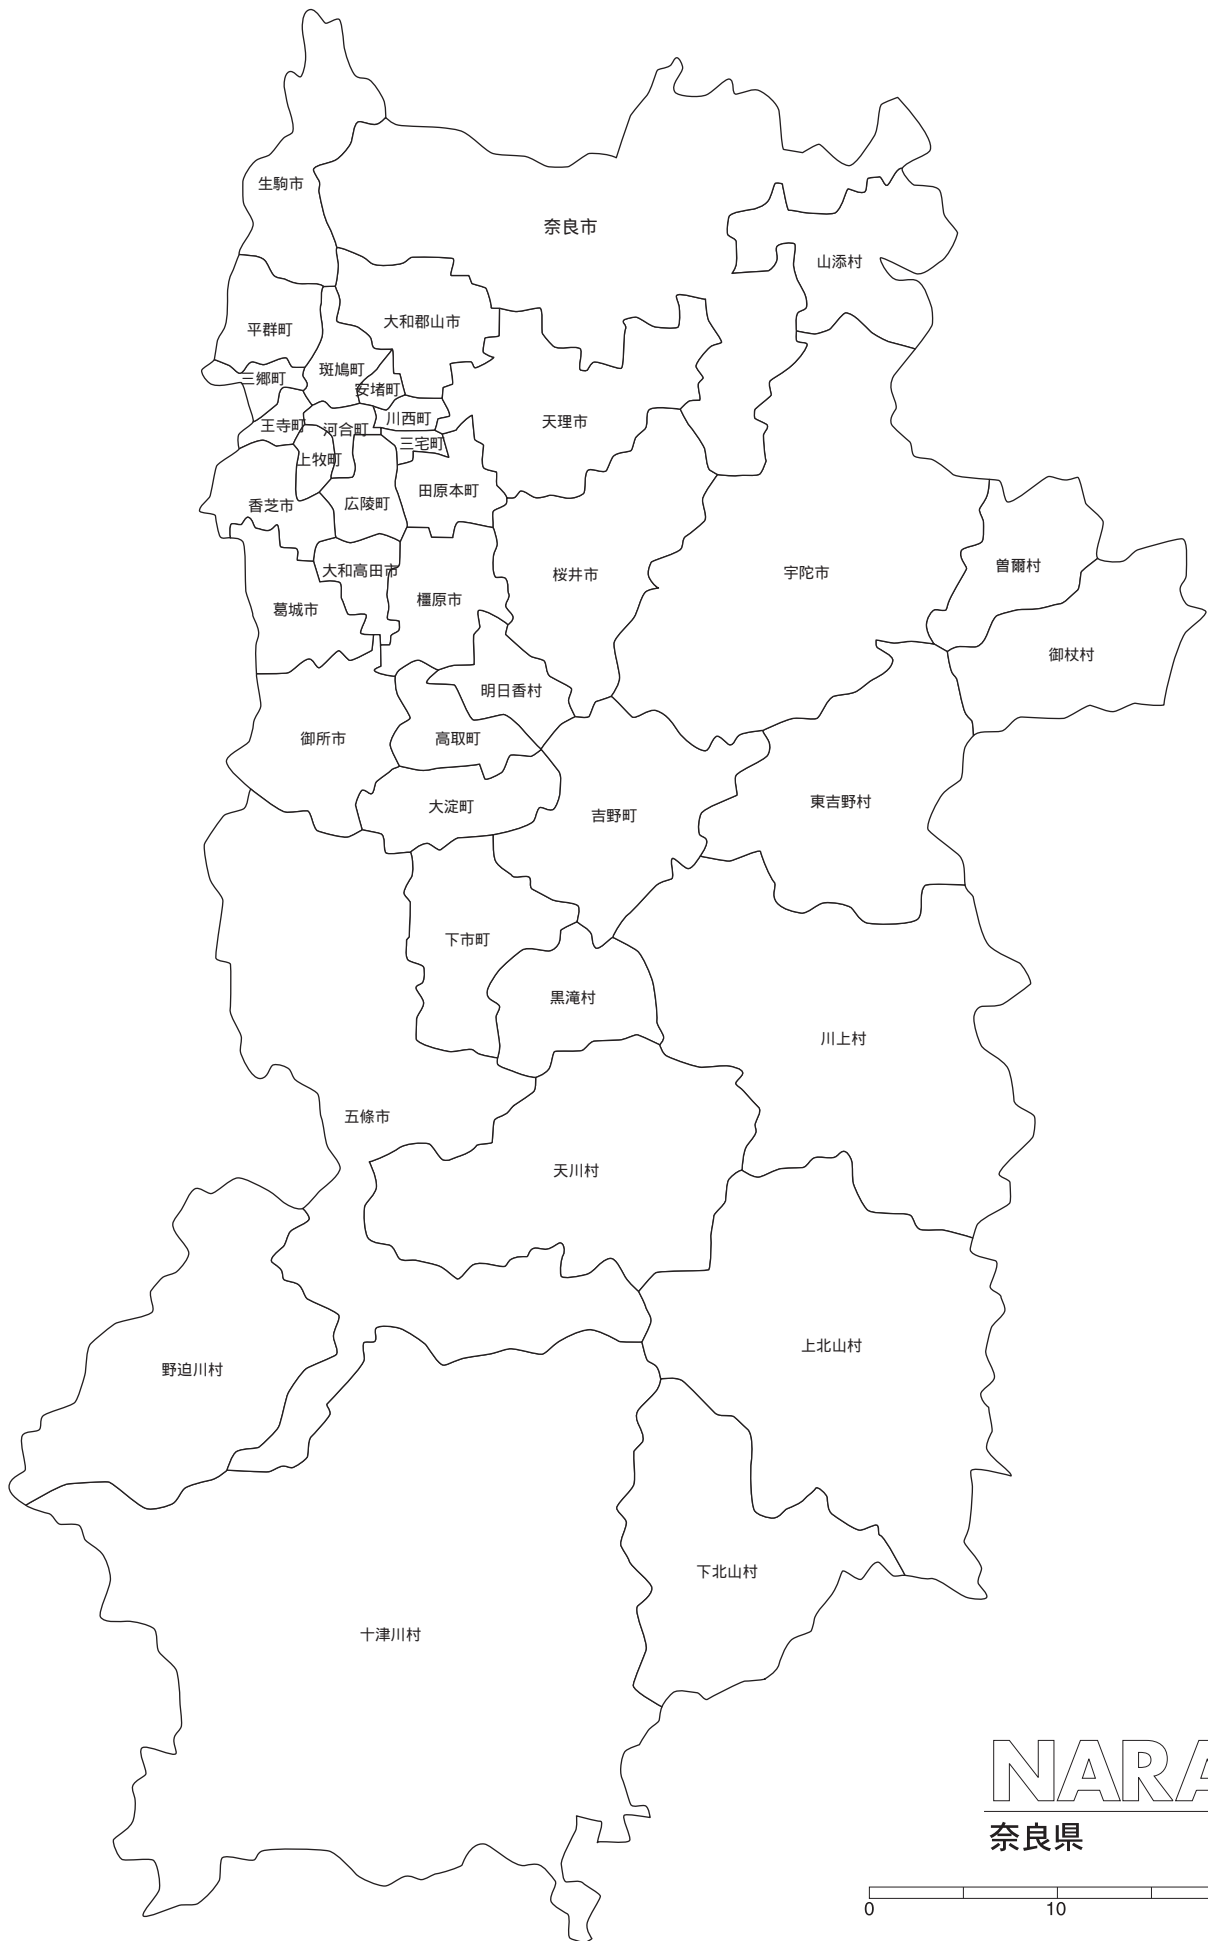 生駒市
奈良市
山添村
平群町
大和郡山市
三郷町
斑鳩町
安堵町
王寺町
河合町
川西町
三宅町
天理市
上牧町
香芝市
広陵町
田原本町
大和高田市
橿原市
桜井市
宇陀市
曽爾村
葛城市
御杖村
明日香村
御所市
高取町
大淀町
吉野町
東吉野村
下市町
黒滝村
川上村
五條市
天川村
野迫川村
上北山村
下北山村
十津川村
NARA
奈良県
0 10